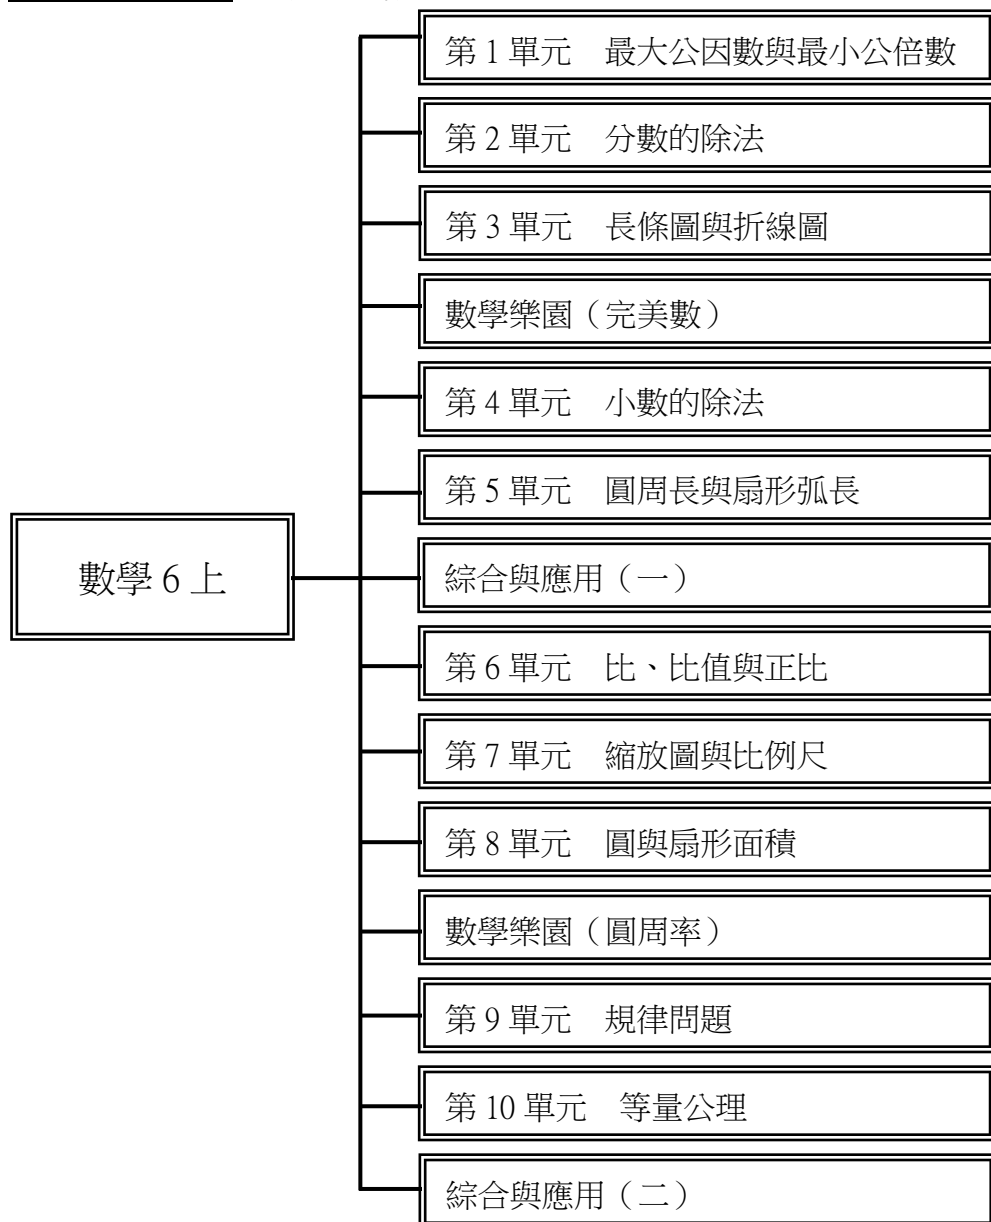 第 1 單元　最大公因數與最小公倍數
第 2 單元　分數的除法
第 3 單元　長條圖與折線圖
數學樂園（完美數）
第 4 單元　小數的除法
第 5 單元　圓周長與扇形弧長
數學 6 上
綜合與應用（一）
第 6 單元　比、比值與正比
第 7 單元　縮放圖與比例尺
第 8 單元　圓與扇形面積
數學樂園（圓周率）
第 9 單元　規律問題
第 10 單元　等量公理
綜合與應用（二）